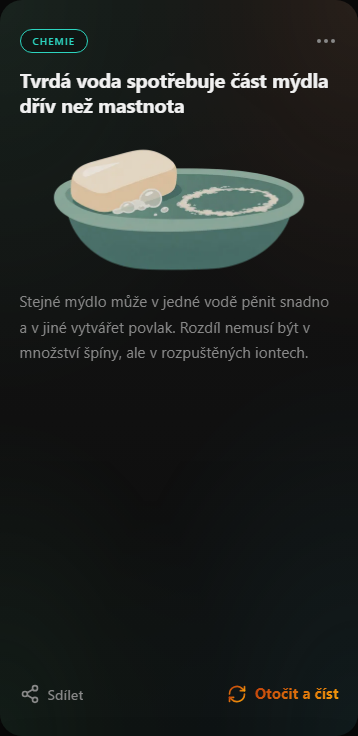 CHEMIE
Tvrdá voda spotřebuje část mýdla
dřív než mastnota
Stejné mýdlo může v jedné vodě pěnit snadno
a v jiné vytvářet povlak. Rozdíl nemusí být v
množství špíny, ale v rozpuštěných iontech.
Sdílet
Otočit a číst